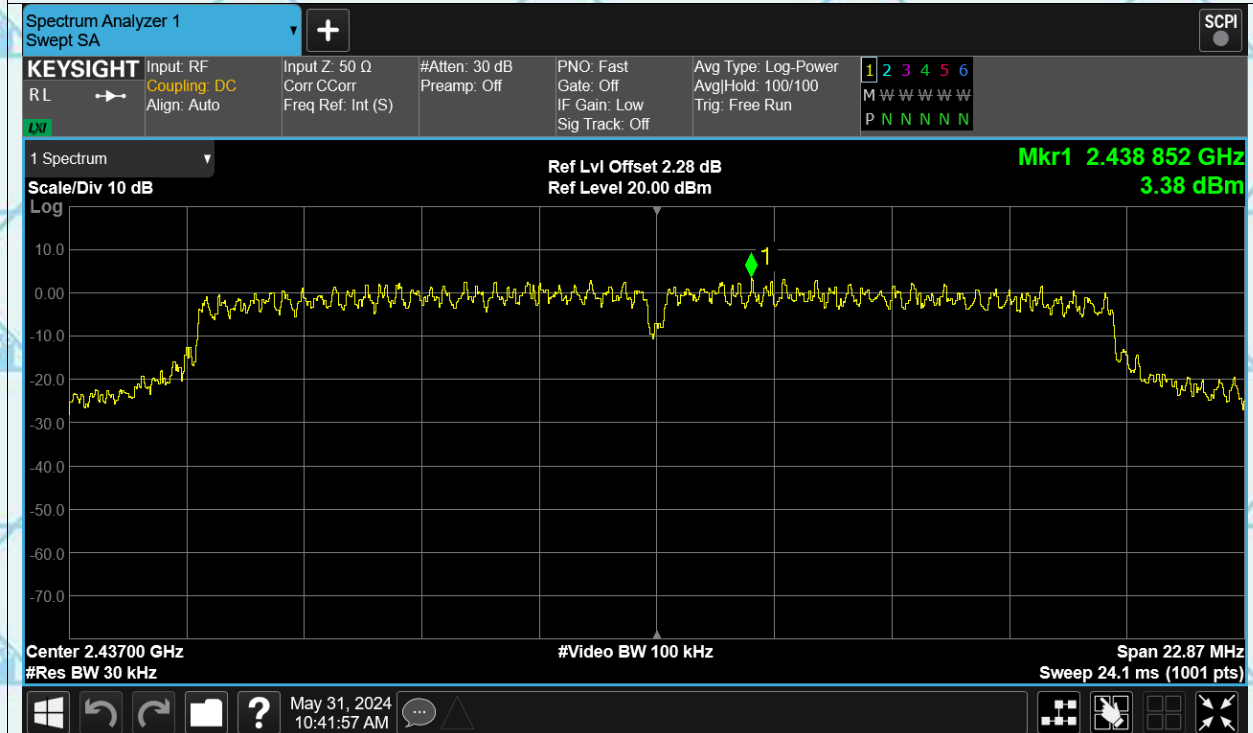 Spectrum Analyzer 1
Swept SA
▼
+
SCPI
KEYSIGHT
RL
LXI
Input: RF
Coupling: DC
Align: Auto
Input Z: 50 Ω
Corr CCorr
Freq Ref: Int (S)
#Atten: 30 dB
Preamp: Off
PNO: Fast
Gate: Off
IF Gain: Low
Sig Track: Off
Avg Type: Log-Power
Avg|Hold: 100/100
Trig: Free Run
1 2 3 4 5 6
M W W W W W
P N N N N N
1 Spectrum ▼
Scale/Div 10 dB
Log
Ref Lvl Offset 2.28 dB
Ref Level 20.00 dBm
Mkr1 2.438 852 GHz
3.38 dBm
1
10.0
0.00
-10.0
-20.0
-30.0
-40.0
-50.0
-60.0
-70.0
Center 2.43700 GHz
#Res BW 30 kHz
#Video BW 100 kHz
Span 22.87 MHz
Sweep 24.1 ms (1001 pts)
?
May 31, 2024
10:41:57 AM